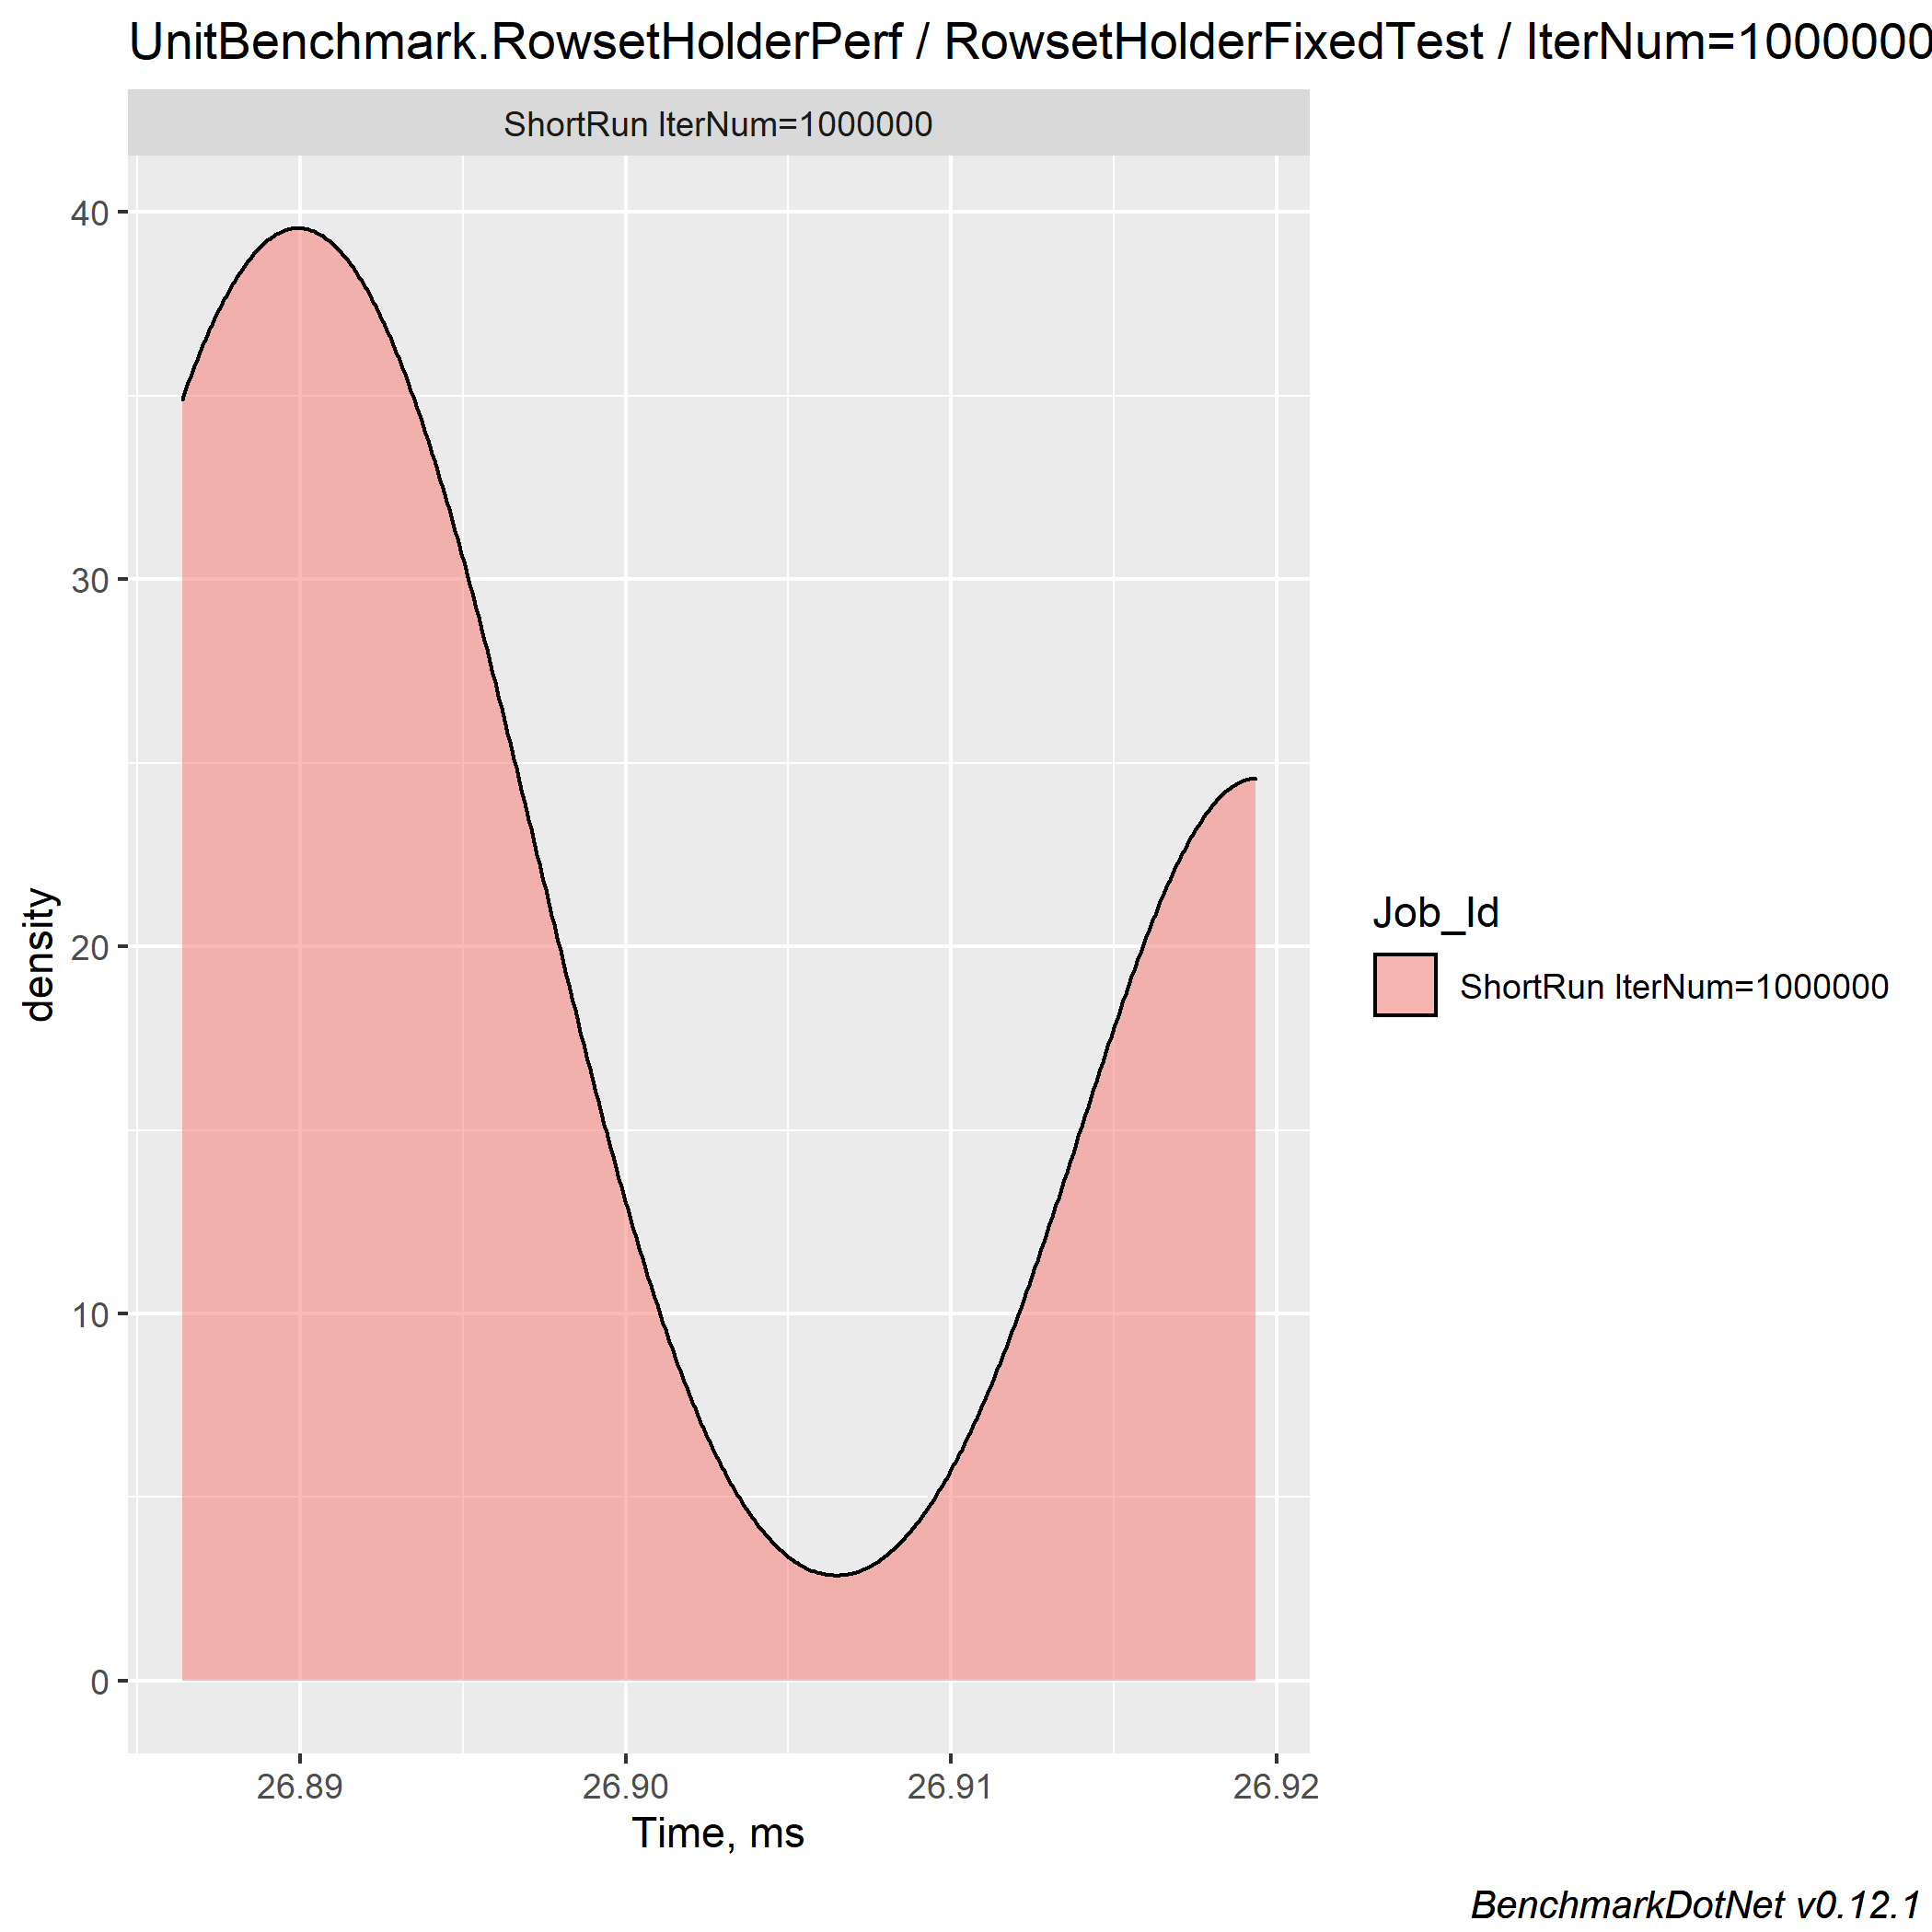 UnitBenchmark.RowsetHolderPerf / RowsetHolderFixedTest / IterNum=1000000
ShortRun IterNum=1000000
40
30
20
10
0
density
26.89 26.90 26.91 26.92
Time, ms
Job_Id
ShortRun IterNum=1000000
BenchmarkDotNet v0.12.1